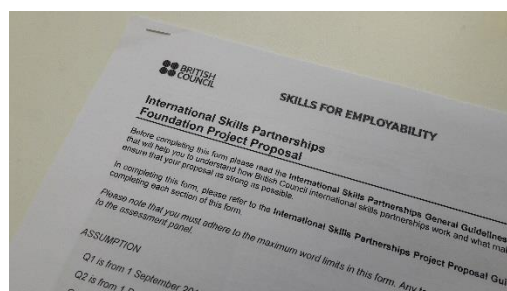 BRITISH
COUNCIL
SKILLS FOR EMPLOYABILITY
International Skills Partnerships
Foundation Project Proposal
Before completing this form please read the International Skills Partnerships General Guidelines
that will help you to understand how British Council international skills partnerships work and what
ensure that your proposal as strong as possible.
In completing this form, please refer to the International Skills Partnerships Project Proposal
completing each section of this form.
Please note that you must adhere to the maximum word limits in this form. Any
to the assessment panel.
ASSUMPTION
Q1 is from 1 September
Q2 is from 1